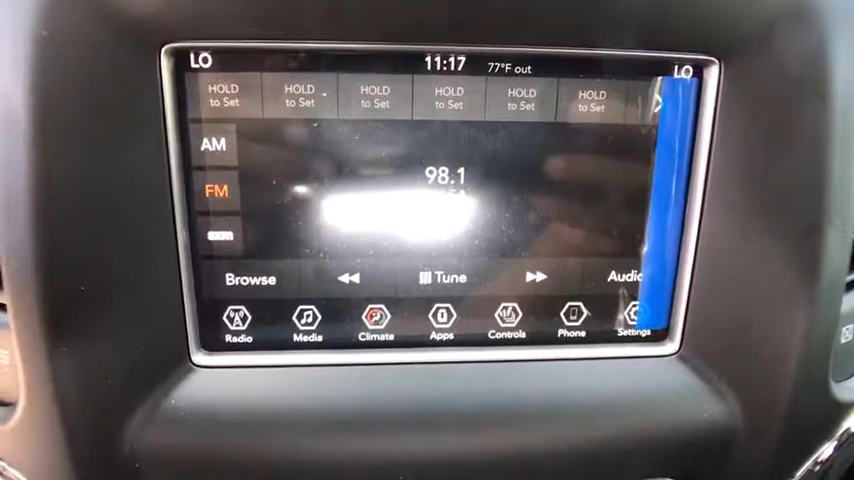 LO 11:17 77°F out LO
HOLD to Set HOLD to Set HOLD to Set HOLD to Set HOLD to Set HOLD to Set
AM
98.1
FM
Browse Tune Audio
Radio Media Climate Apps Controls Phone Settings